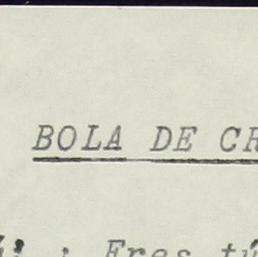 BOLA DE CR
: Eres tú